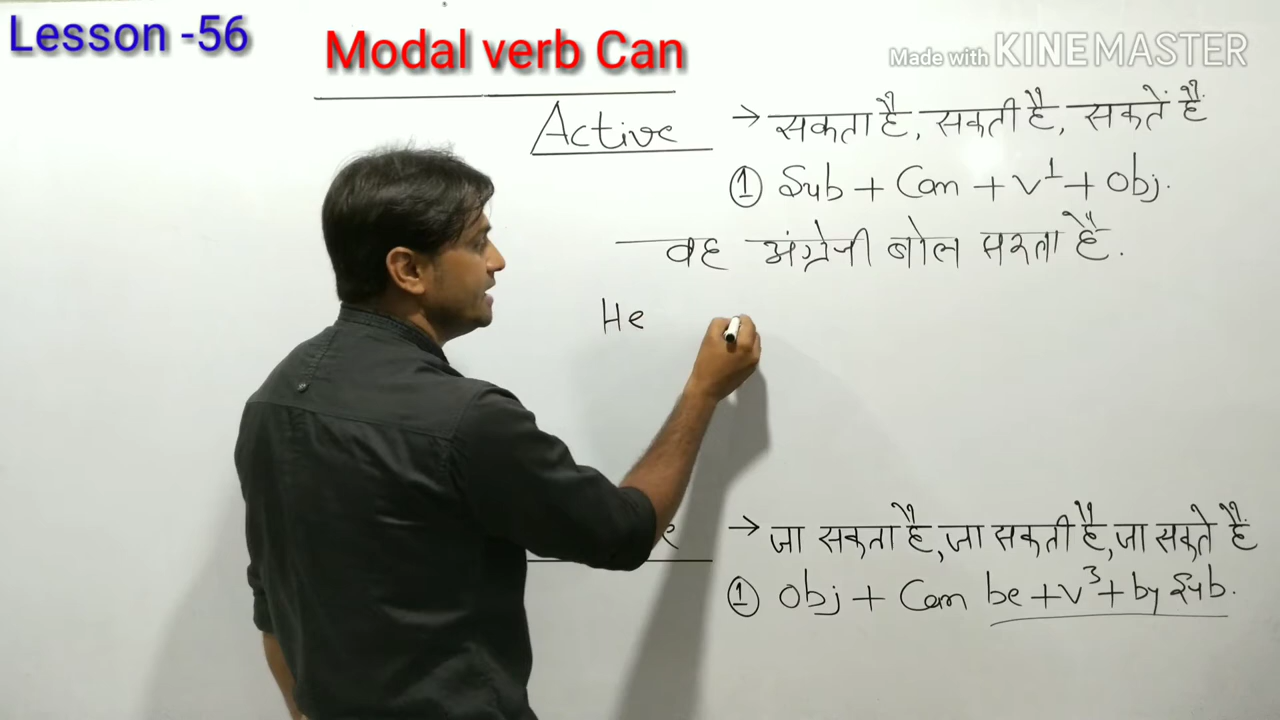 Lesson -56
Modal verb Can
Made with KINEMASTER
Active → सकता है, सकती है, सकतें हैं
① Sub + Can + V¹ + Obj.
वह अंग्रेजी बोल सकता है.
He
→ जा सकता है, जा सकती है, जा सकते हैं
① Obj + Can be + V³ + by Sub.